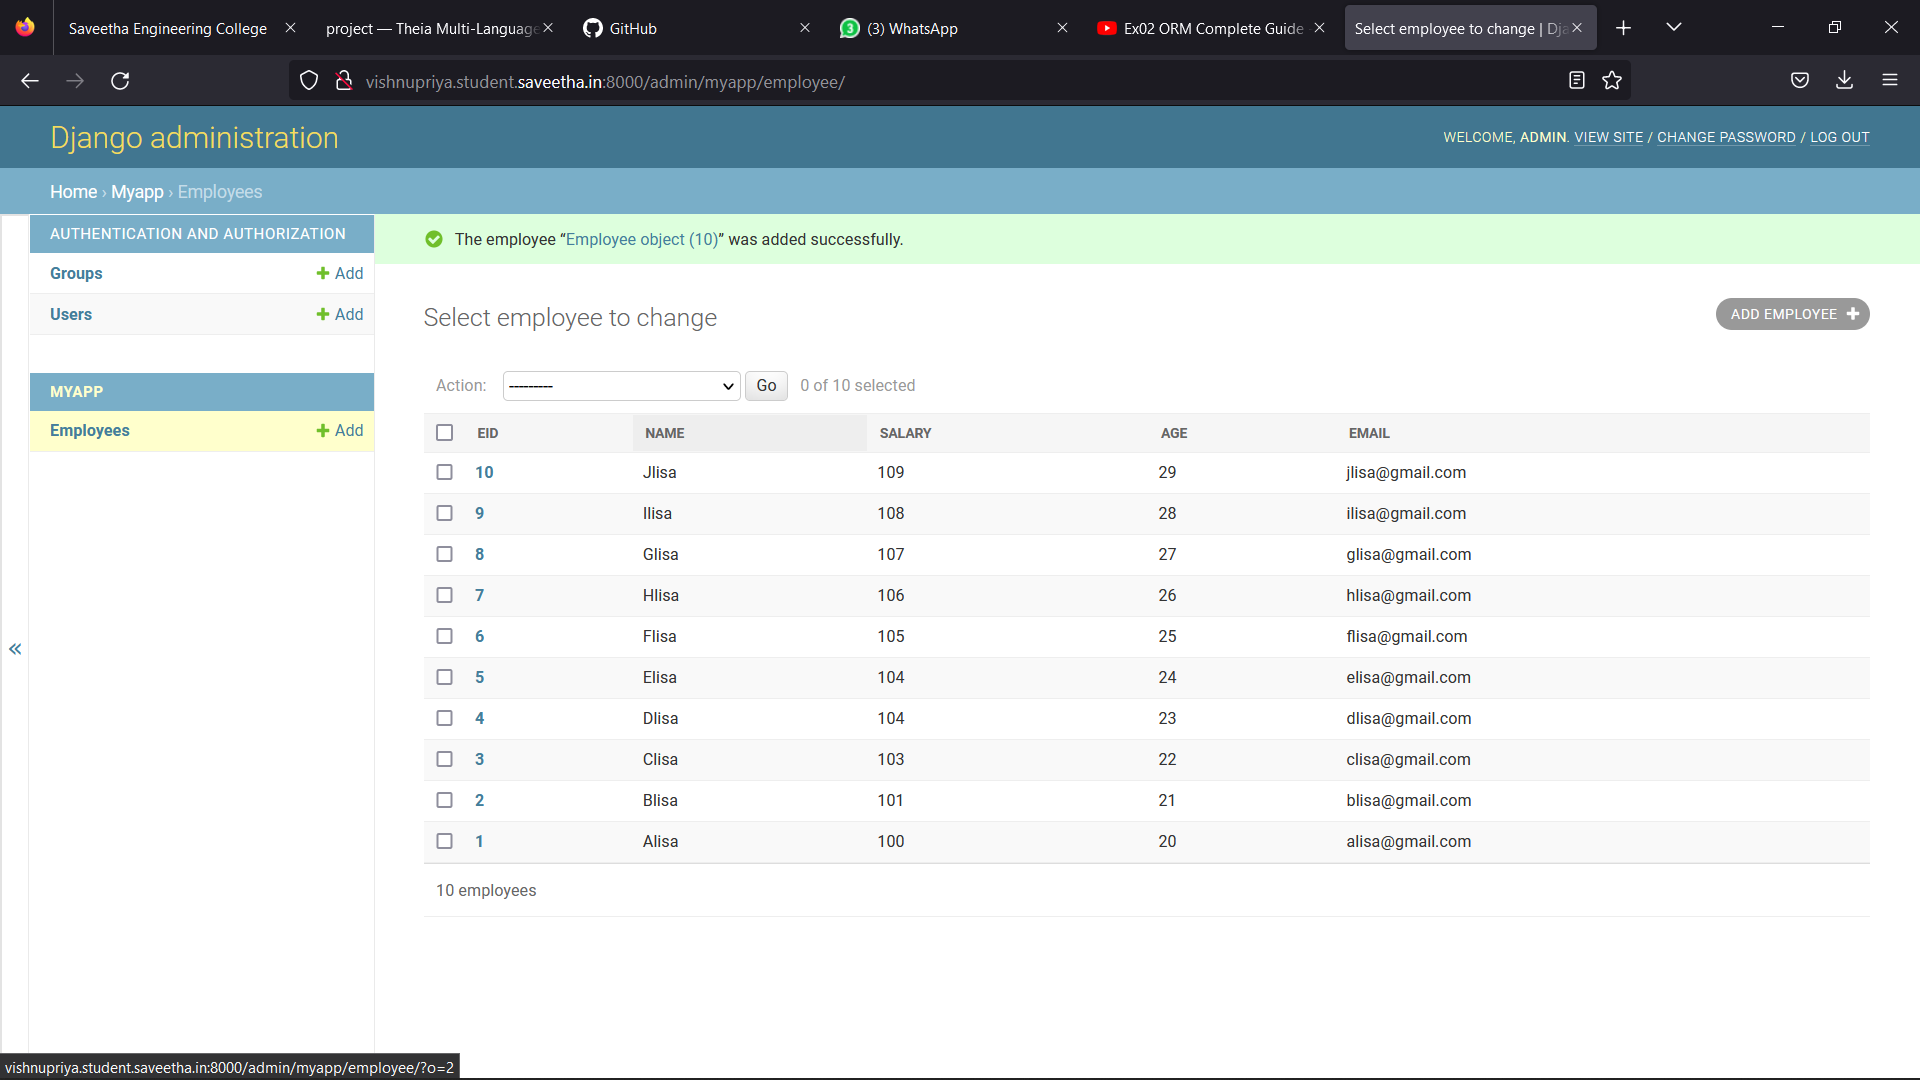 Saveetha Engineering College
project — Theia Multi-Language
GitHub
(3) WhatsApp
Ex02 ORM Complete Guide
Select employee to change | Dja
vishnupriya.student.saveetha.in:8000/admin/myapp/employee/
Django administration
WELCOME, ADMIN. VIEW SITE / CHANGE PASSWORD / LOG OUT
Home › Myapp › Employees
AUTHENTICATION AND AUTHORIZATION
Groups + Add
Users + Add
MYAPP
Employees + Add
«
The employee “Employee object (10)” was added successfully.
Select employee to change
ADD EMPLOYEE +
Action: --------- Go 0 of 10 selected
EID NAME SALARY AGE EMAIL
10 Jlisa 109 29 jlisa@gmail.com
9 Ilisa 108 28 ilisa@gmail.com
8 Glisa 107 27 glisa@gmail.com
7 Hlisa 106 26 hlisa@gmail.com
6 Flisa 105 25 flisa@gmail.com
5 Elisa 104 24 elisa@gmail.com
4 Dlisa 104 23 dlisa@gmail.com
3 Clisa 103 22 clisa@gmail.com
2 Blisa 101 21 blisa@gmail.com
1 Alisa 100 20 alisa@gmail.com
10 employees
vishnupriya.student.saveetha.in:8000/admin/myapp/employee/?o=2